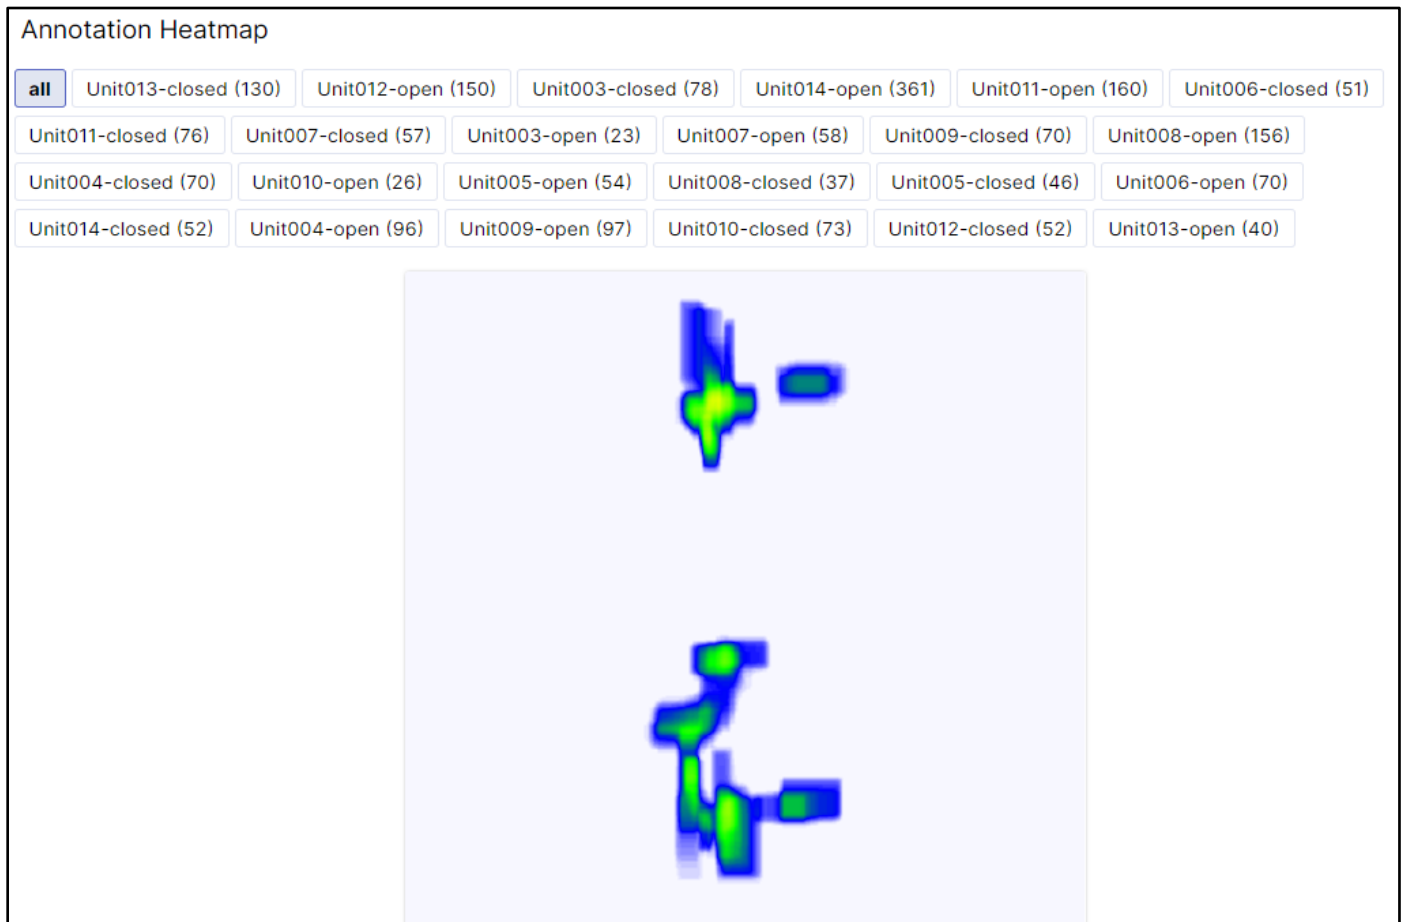 Annotation Heatmap
all Unit013-closed (130) Unit012-open (150) Unit003-closed (78) Unit014-open (361) Unit011-open (160) Unit006-closed (51)
Unit011-closed (76) Unit007-closed (57) Unit003-open (23) Unit007-open (58) Unit009-closed (70) Unit008-open (156)
Unit004-closed (70) Unit010-open (26) Unit005-open (54) Unit008-closed (37) Unit005-closed (46) Unit006-open (70)
Unit014-closed (52) Unit004-open (96) Unit009-open (97) Unit010-closed (73) Unit012-closed (52) Unit013-open (40)